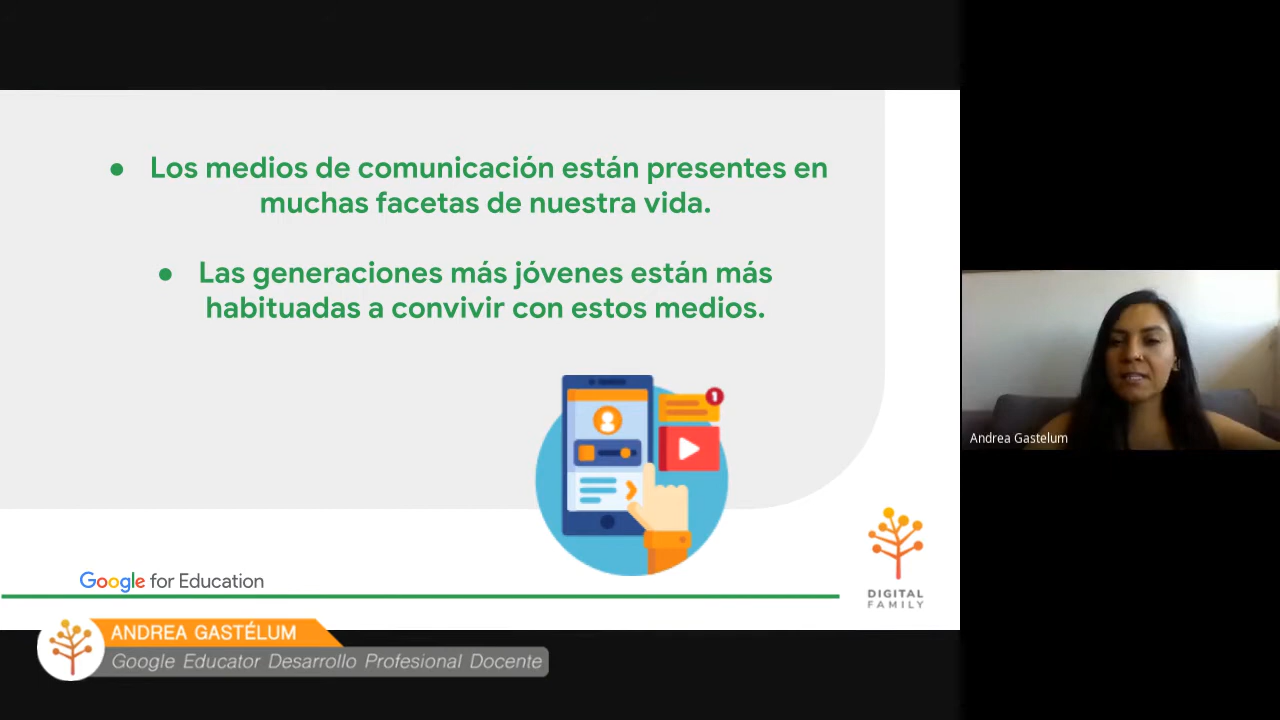 ● Los medios de comunicación están presentes en
muchas facetas de nuestra vida.
● Las generaciones más jóvenes están más
habituadas a convivir con estos medios.
1
Google for Education
DIGITAL
FAMILY
ANDREA GASTÉLUM
Google Educator Desarrollo Profesional Docente
Andrea Gastelum